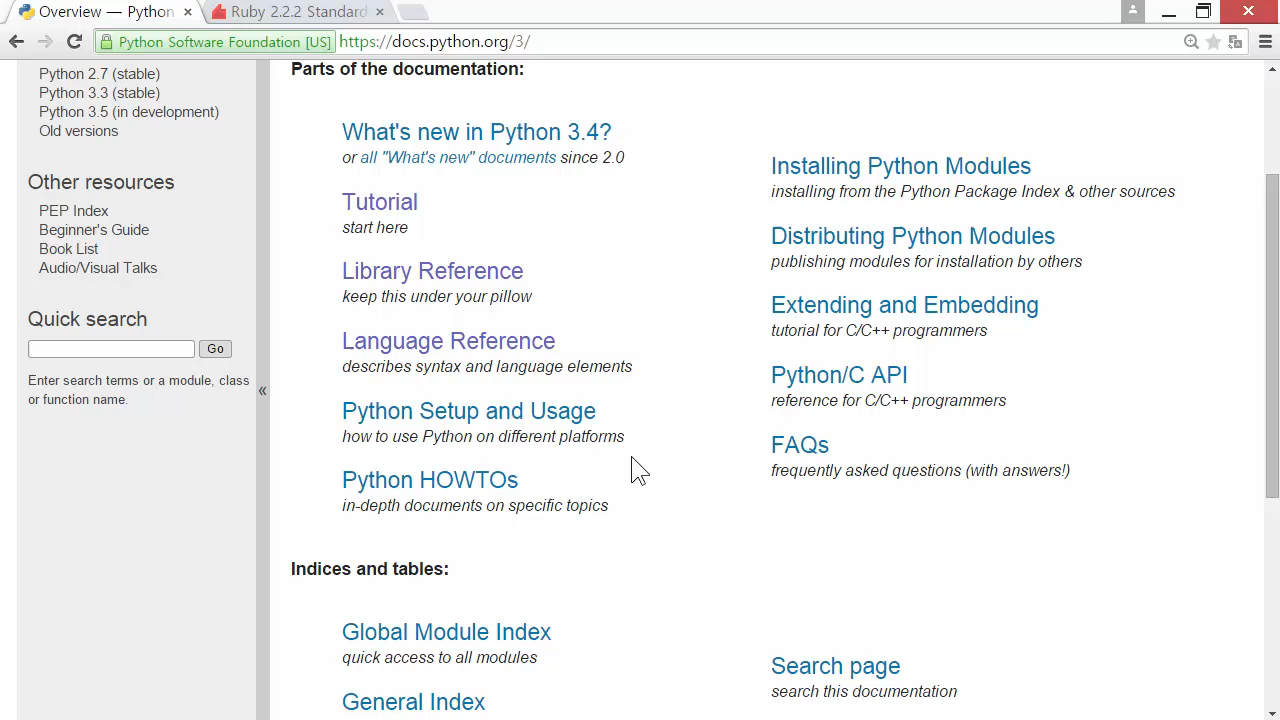 Overview — Python
Ruby 2.2.2 Standard
Python Software Foundation [US]
https://docs.python.org/3/
Python 2.7 (stable)
Python 3.3 (stable)
Python 3.5 (in development)
Old versions
Other resources
PEP Index
Beginner's Guide
Book List
Audio/Visual Talks
Quick search
Go
Enter search terms or a module, class
or function name.
«
Parts of the documentation:
What's new in Python 3.4?
or all "What's new" documents since 2.0
Tutorial
start here
Library Reference
keep this under your pillow
Language Reference
describes syntax and language elements
Python Setup and Usage
how to use Python on different platforms
Python HOWTOs
in-depth documents on specific topics
Installing Python Modules
installing from the Python Package Index & other sources
Distributing Python Modules
publishing modules for installation by others
Extending and Embedding
tutorial for C/C++ programmers
Python/C API
reference for C/C++ programmers
FAQs
frequently asked questions (with answers!)
Indices and tables:
Global Module Index
quick access to all modules
General Index
Search page
search this documentation